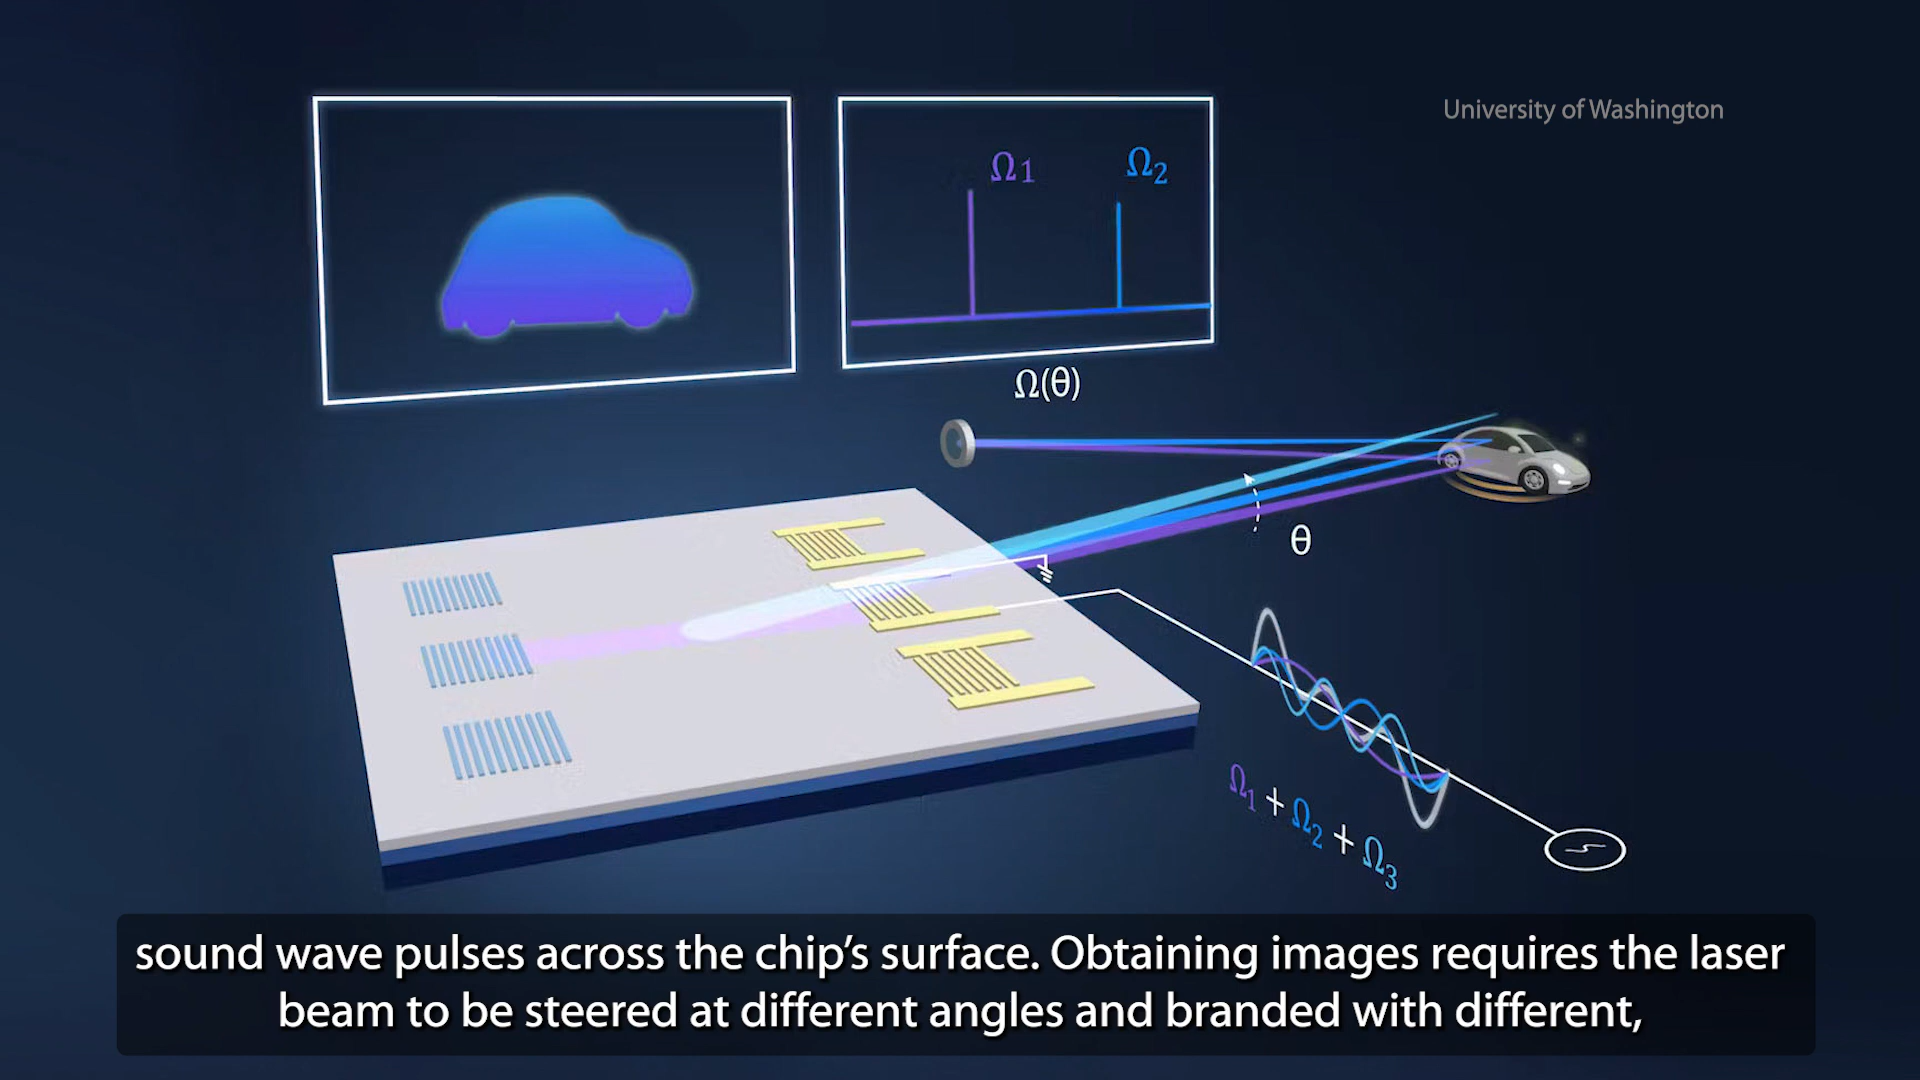 University of Washington
Ω1
Ω2
Ω(θ)
θ
Ω1 + Ω2 + Ω3
sound wave pulses across the chip’s surface. Obtaining images requires the laser
beam to be steered at different angles and branded with different,